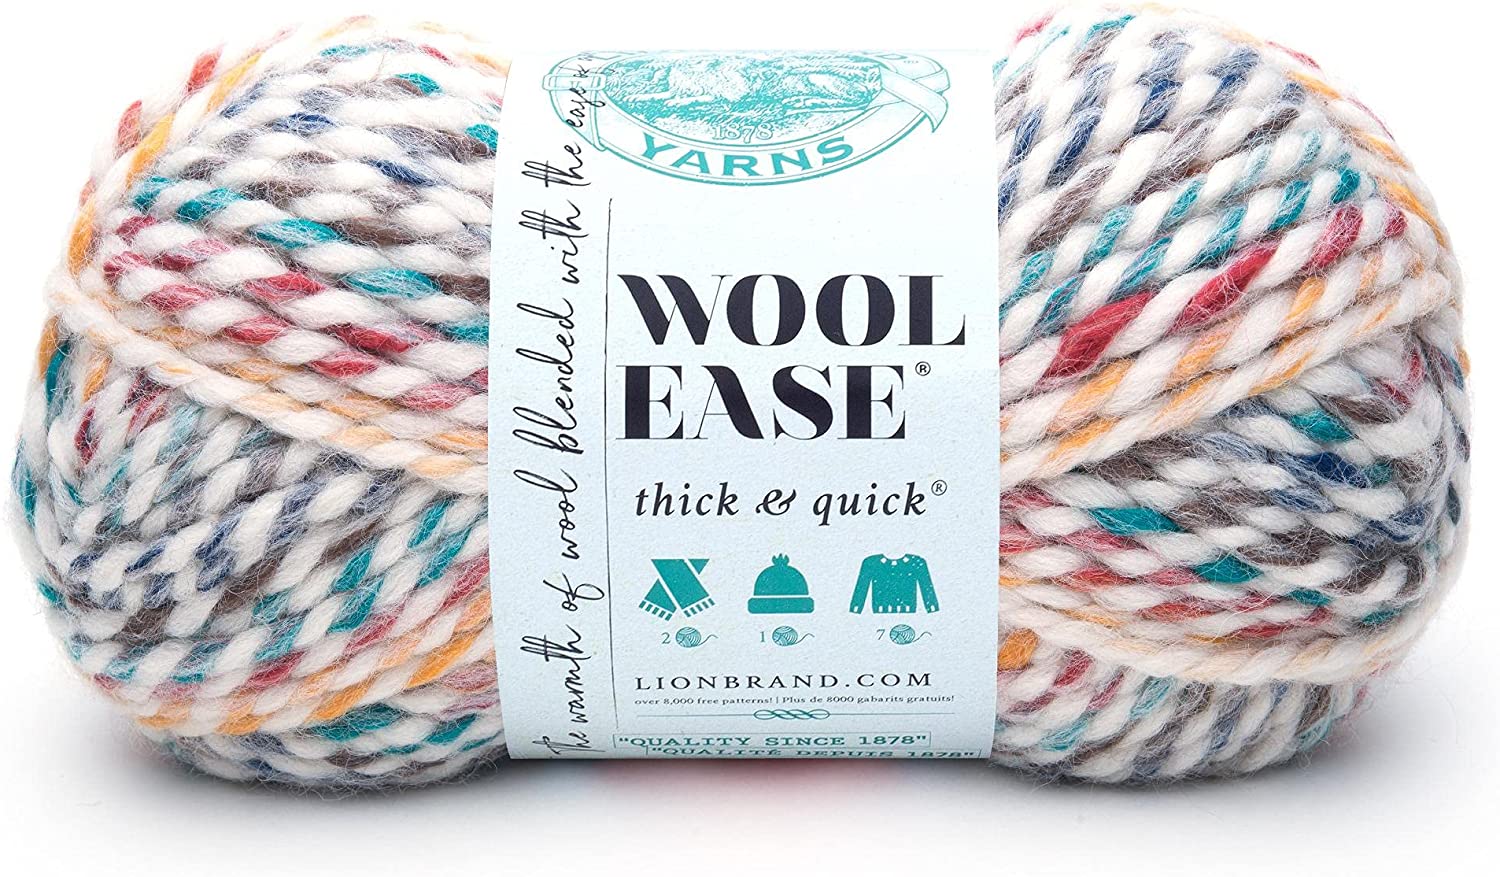 1878
YARNS
The warmth of wool blended with the ease
WOOL
EASE®
thick & quick®
2 1 7
LIONBRAND.COM
over 8,000 free patterns! | Plus de 8000 gabarits gratuits!
"QUALITY SINCE 1878"
"QUALITÉ DEPUIS 1878"